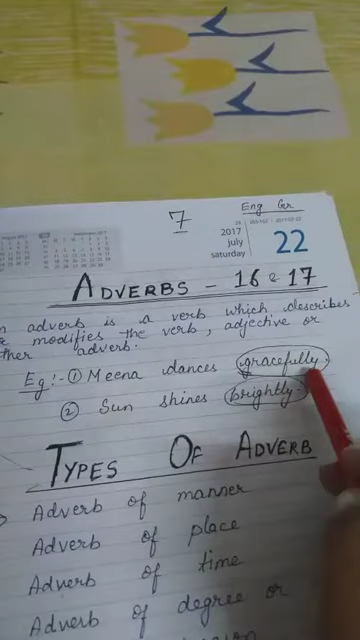 7
Eng Gr
2017
july
saturday
22
ADVERBS - 16 & 17
n adverb is a verb which describes
modifies the verb, adjective or
ther adverb.
Eg:- ① Meena dances gracefully.
② Sun shines brightly.
TYPES OF ADVERB
Adverb of manner
Adverb of place
Adverb of time
Adverb of degree or